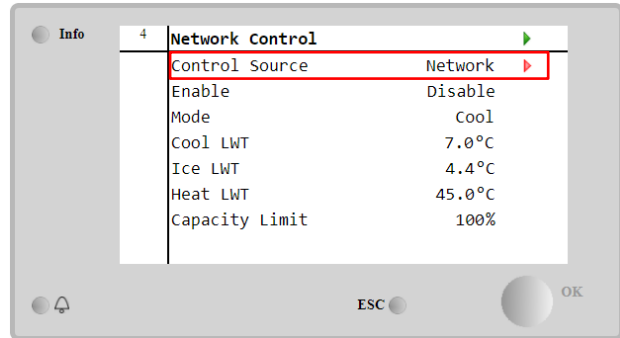 Info
4 Network Control
Control Source Network
Enable Disable
Mode Cool
Cool LWT 7.0°C
Ice LWT 4.4°C
Heat LWT 45.0°C
Capacity Limit 100%
ESC OK